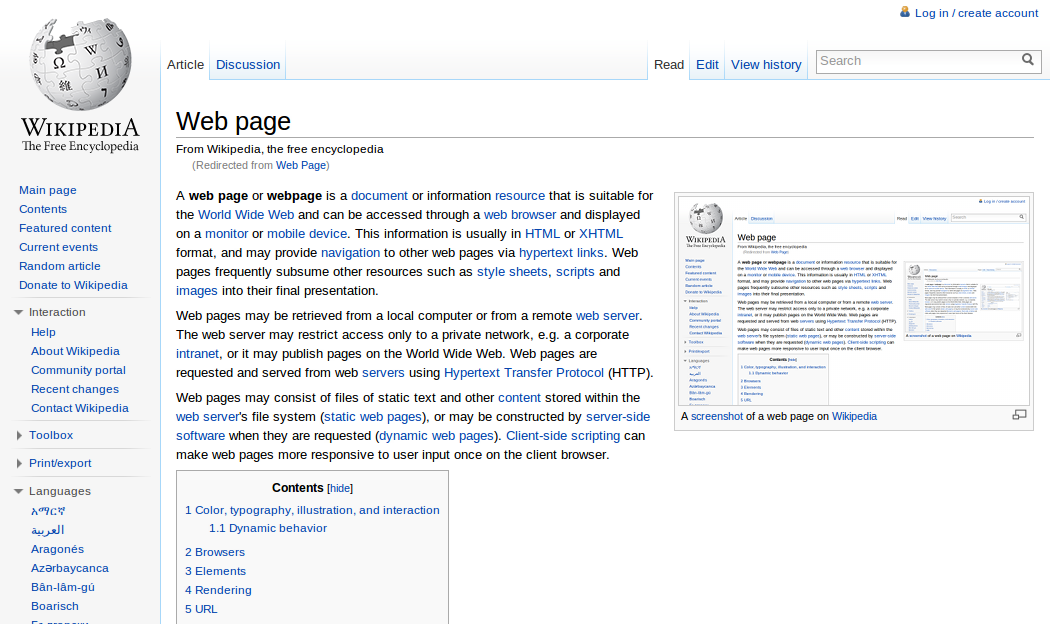 Log in / create account
Article
Discussion
Read
Edit
View history
Search
WIKIPEDIA
The Free Encyclopedia
Main page
Contents
Featured content
Current events
Random article
Donate to Wikipedia
Interaction
Help
About Wikipedia
Community portal
Recent changes
Contact Wikipedia
Toolbox
Print/export
Languages
አማርኛ
العربية
Aragonés
Azərbaycanca
Bân-lâm-gú
Boarisch
Web page
From Wikipedia, the free encyclopedia
(Redirected from Web Page)
A web page or webpage is a document or information resource that is suitable for
the World Wide Web and can be accessed through a web browser and displayed
on a monitor or mobile device. This information is usually in HTML or XHTML
format, and may provide navigation to other web pages via hypertext links. Web
pages frequently subsume other resources such as style sheets, scripts and
images into their final presentation.
Web pages may be retrieved from a local computer or from a remote web server.
The web server may restrict access only to a private network, e.g. a corporate
intranet, or it may publish pages on the World Wide Web. Web pages are
requested and served from web servers using Hypertext Transfer Protocol (HTTP).
Web pages may consist of files of static text and other content stored within the
web server's file system (static web pages), or may be constructed by server-side
software when they are requested (dynamic web pages). Client-side scripting can
make web pages more responsive to user input once on the client browser.
Contents [hide]
1 Color, typography, illustration, and interaction
1.1 Dynamic behavior
2 Browsers
3 Elements
4 Rendering
5 URL
A screenshot of a web page on Wikipedia